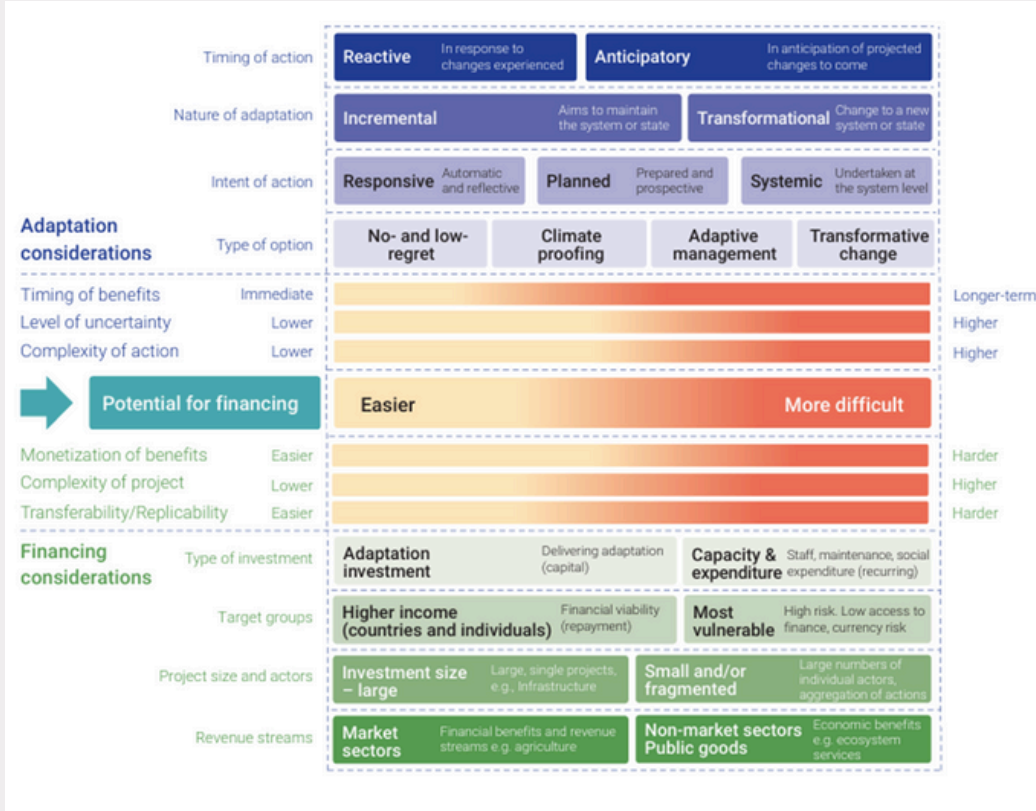 Timing of action
Reactive
In response to
changes experienced
Anticipatory
In anticipation of projected
changes to come
Nature of adaptation
Incremental
Aims to maintain
the system or state
Transformational
Change to a new
system or state
Intent of action
Responsive
Automatic
and reflective
Planned
Prepared and
prospective
Systemic
Undertaken at
the system level
Adaptation
considerations
Type of option
No- and low-
regret
Climate
proofing
Adaptive
management
Transformative
change
Timing of benefits
Immediate
Longer-term
Level of uncertainty
Lower
Higher
Complexity of action
Lower
Higher
Potential for financing
Easier
More difficult
Monetization of benefits
Easier
Harder
Complexity of project
Lower
Higher
Transferability/Replicability
Easier
Harder
Financing
considerations
Type of investment
Adaptation
investment
Delivering adaptation
(capital)
Capacity &
expenditure
Staff, maintenance, social
expenditure (recurring)
Target groups
Higher income
(countries and individuals)
Financial viability
(repayment)
Most
vulnerable
High risk. Low access to
finance, currency risk
Project size and actors
Investment size
– large
Large, single projects,
e.g., Infrastructure
Small and/or
fragmented
Large numbers of
individual actors,
aggregation of actions
Revenue streams
Market
sectors
Financial benefits and revenue
streams e.g. agriculture
Non-market sectors
Public goods
Economic benefits
e.g. ecosystem
services